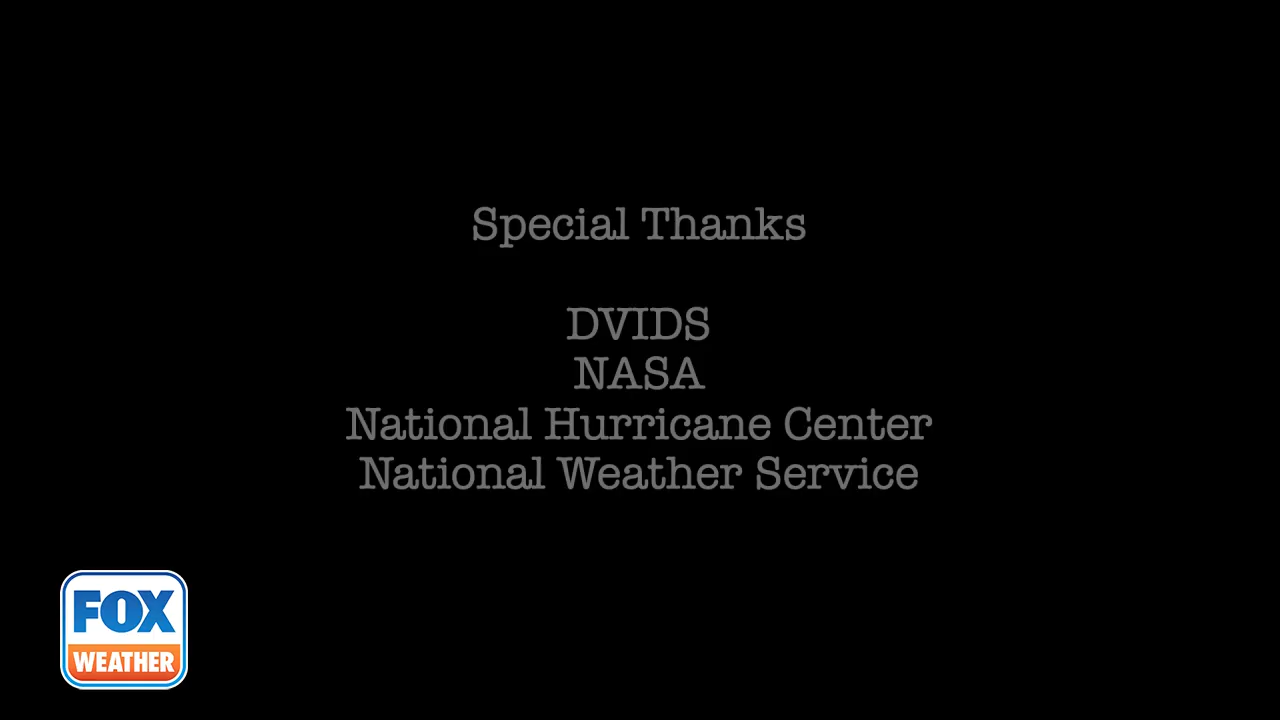 Special Thanks
DVIDS
NASA
National Hurricane Center
National Weather Service
FOX
WEATHER